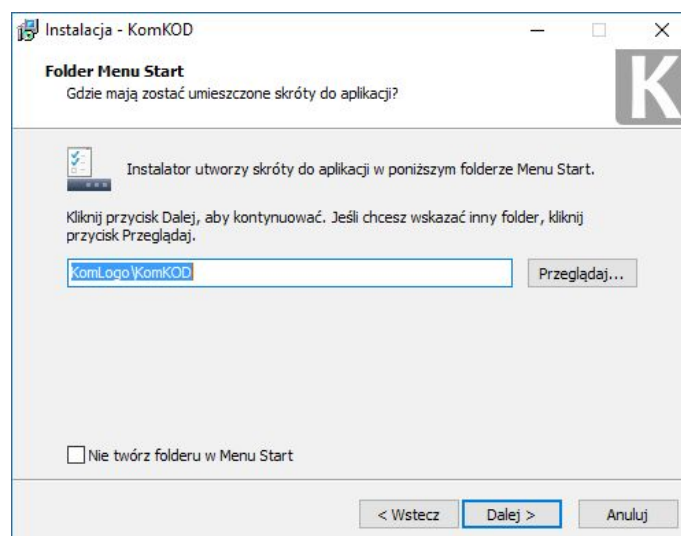 Instalacja - KomKOD
Folder Menu Start
Gdzie mają zostać umieszczone skróty do aplikacji?
K
Instalator utworzy skróty do aplikacji w poniższym folderze Menu Start.
Kliknij przycisk Dalej, aby kontynuować. Jeśli chcesz wskazać inny folder, kliknij
przycisk Przeglądaj.
KomLogo\KomKOD
Przeglądaj...
Nie twórz folderu w Menu Start
< Wstecz
Dalej >
Anuluj